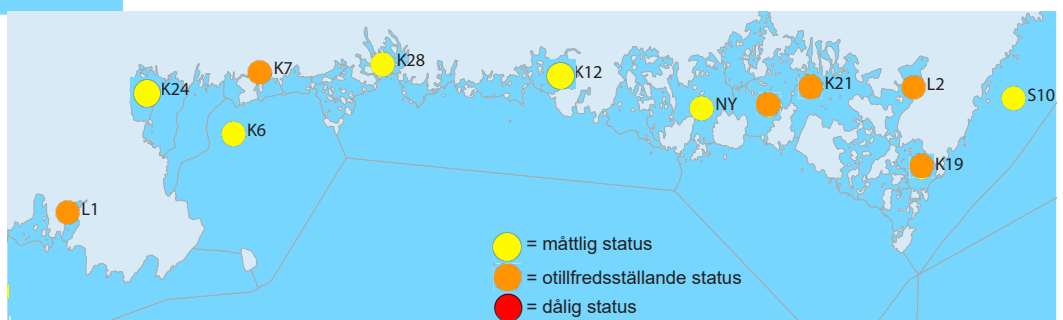 K28
K7
K12
K24
K21
L2
S10
NY
K6
K19
L1
= måttlig status
= otillfredsställande status
= dålig status